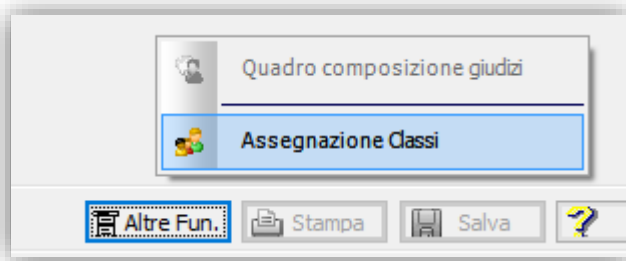 Quadro composizione giudizi
Assegnazione Classi
Altre Fun. Stampa Salva ?